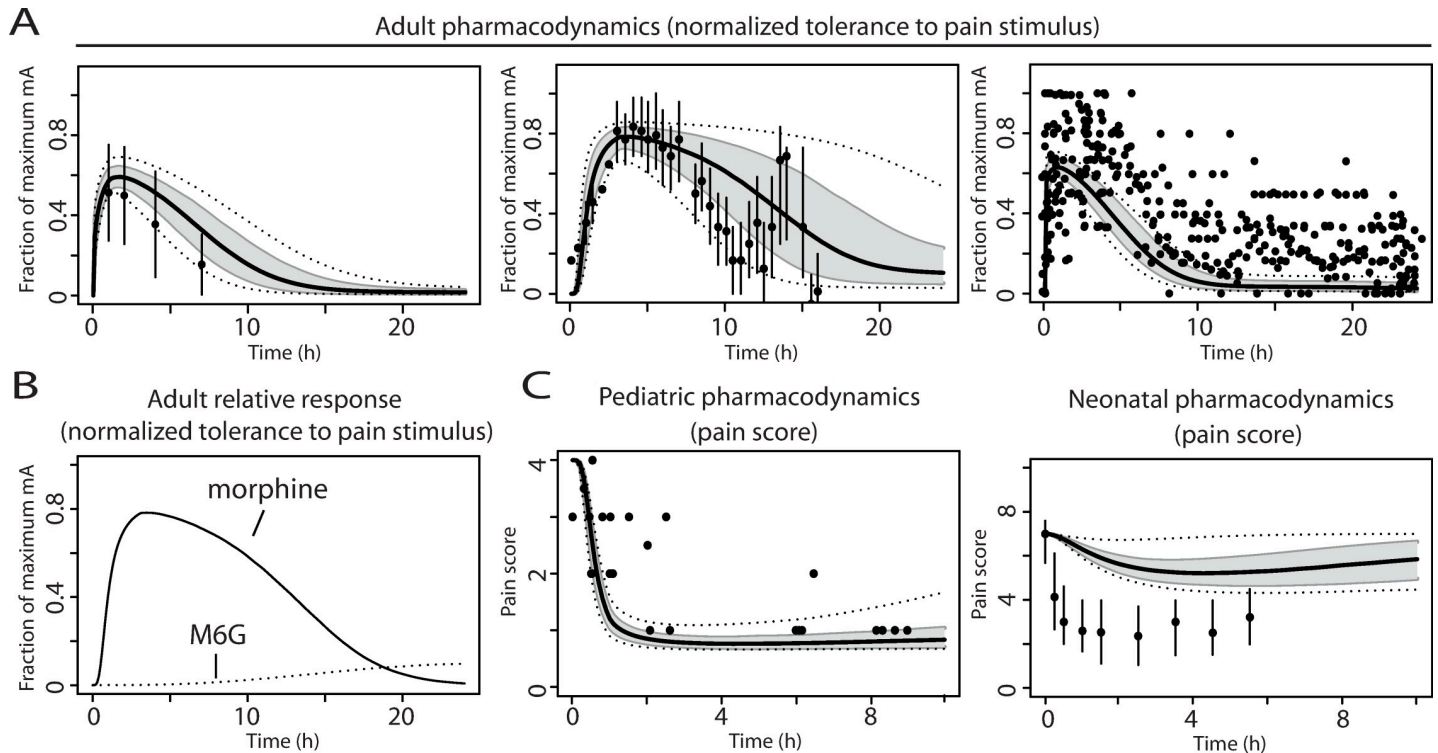 A
Adult pharmacodynamics (normalized tolerance to pain stimulus)
Fraction of maximum mA
0.8
0.4
0
0
10
20
Time (h)
Fraction of maximum mA
0.8
0.4
0
0
10
20
Time (h)
Fraction of maximum mA
0.8
0.4
0
0
10
20
Time (h)
B
Adult relative response
(normalized tolerance to pain stimulus)
Fraction of maximum mA
0.8
0.4
0
morphine
M6G
0
10
20
Time (h)
C
Pediatric pharmacodynamics
(pain score)
Pain score
4
2
0
0
4
8
Time (h)
Neonatal pharmacodynamics
(pain score)
Pain score
8
4
0
0
4
8
Time (h)